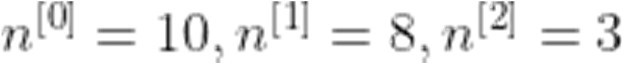 n^{[0]} = 10, n^{[1]} = 8, n^{[2]} = 3